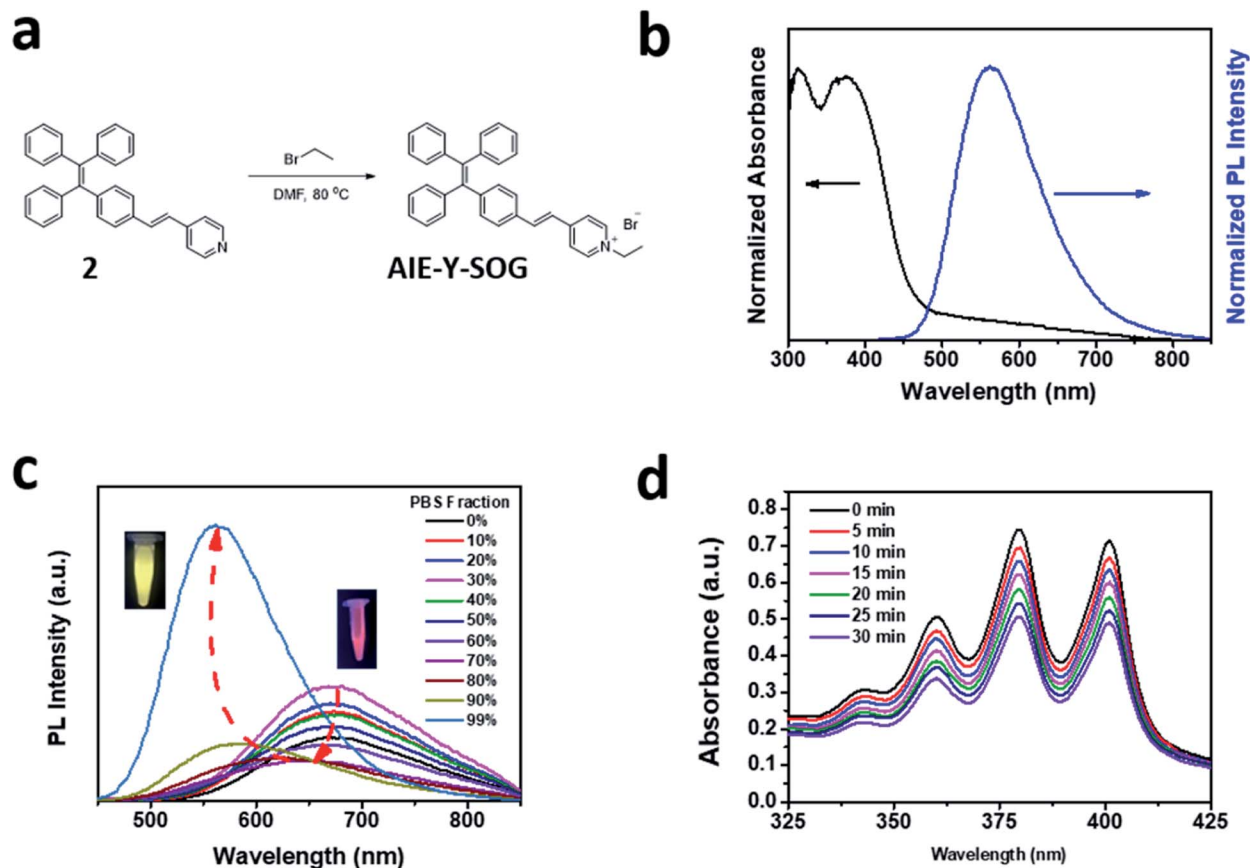 a
Br
DMF, 80 ⁰C
Br⁻
N
N⁺
2
AIE-Y-SOG
b
Normalized Absorbance
Normalized PL Intensity
300 400 500 600 700 800
Wavelength (nm)
c
PL Intensity (a.u.)
PBS Fraction
0%
10%
20%
30%
40%
50%
60%
70%
80%
90%
99%
500 600 700 800
Wavelength (nm)
d
Absorbance (a.u.)
0.8
0.7
0.6
0.5
0.4
0.3
0.2
0.1
0.0
0 min
5 min
10 min
15 min
20 min
25 min
30 min
325 350 375 400 425
Wavelength (nm)